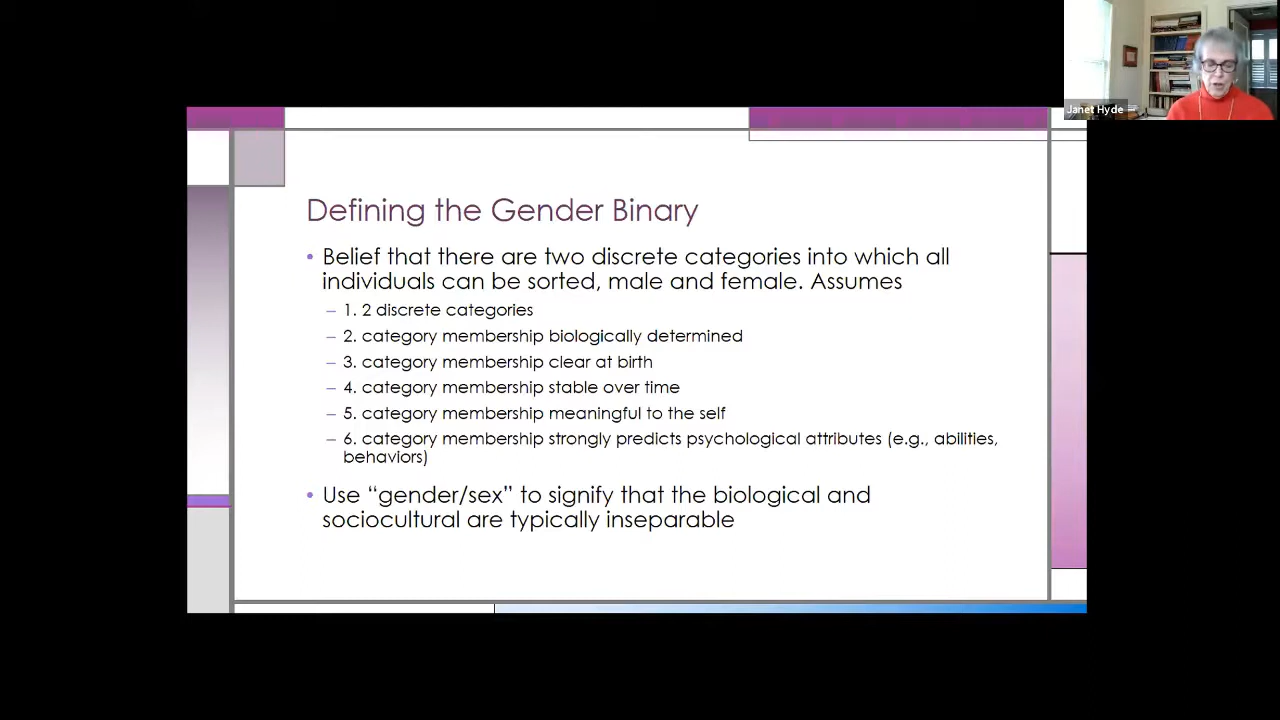 Janet Hyde
Defining the Gender Binary
• Belief that there are two discrete categories into which all
individuals can be sorted, male and female. Assumes
– 1. 2 discrete categories
– 2. category membership biologically determined
– 3. category membership clear at birth
– 4. category membership stable over time
– 5. category membership meaningful to the self
– 6. category membership strongly predicts psychological attributes (e.g., abilities,
behaviors)
• Use “gender/sex” to signify that the biological and
sociocultural are typically inseparable